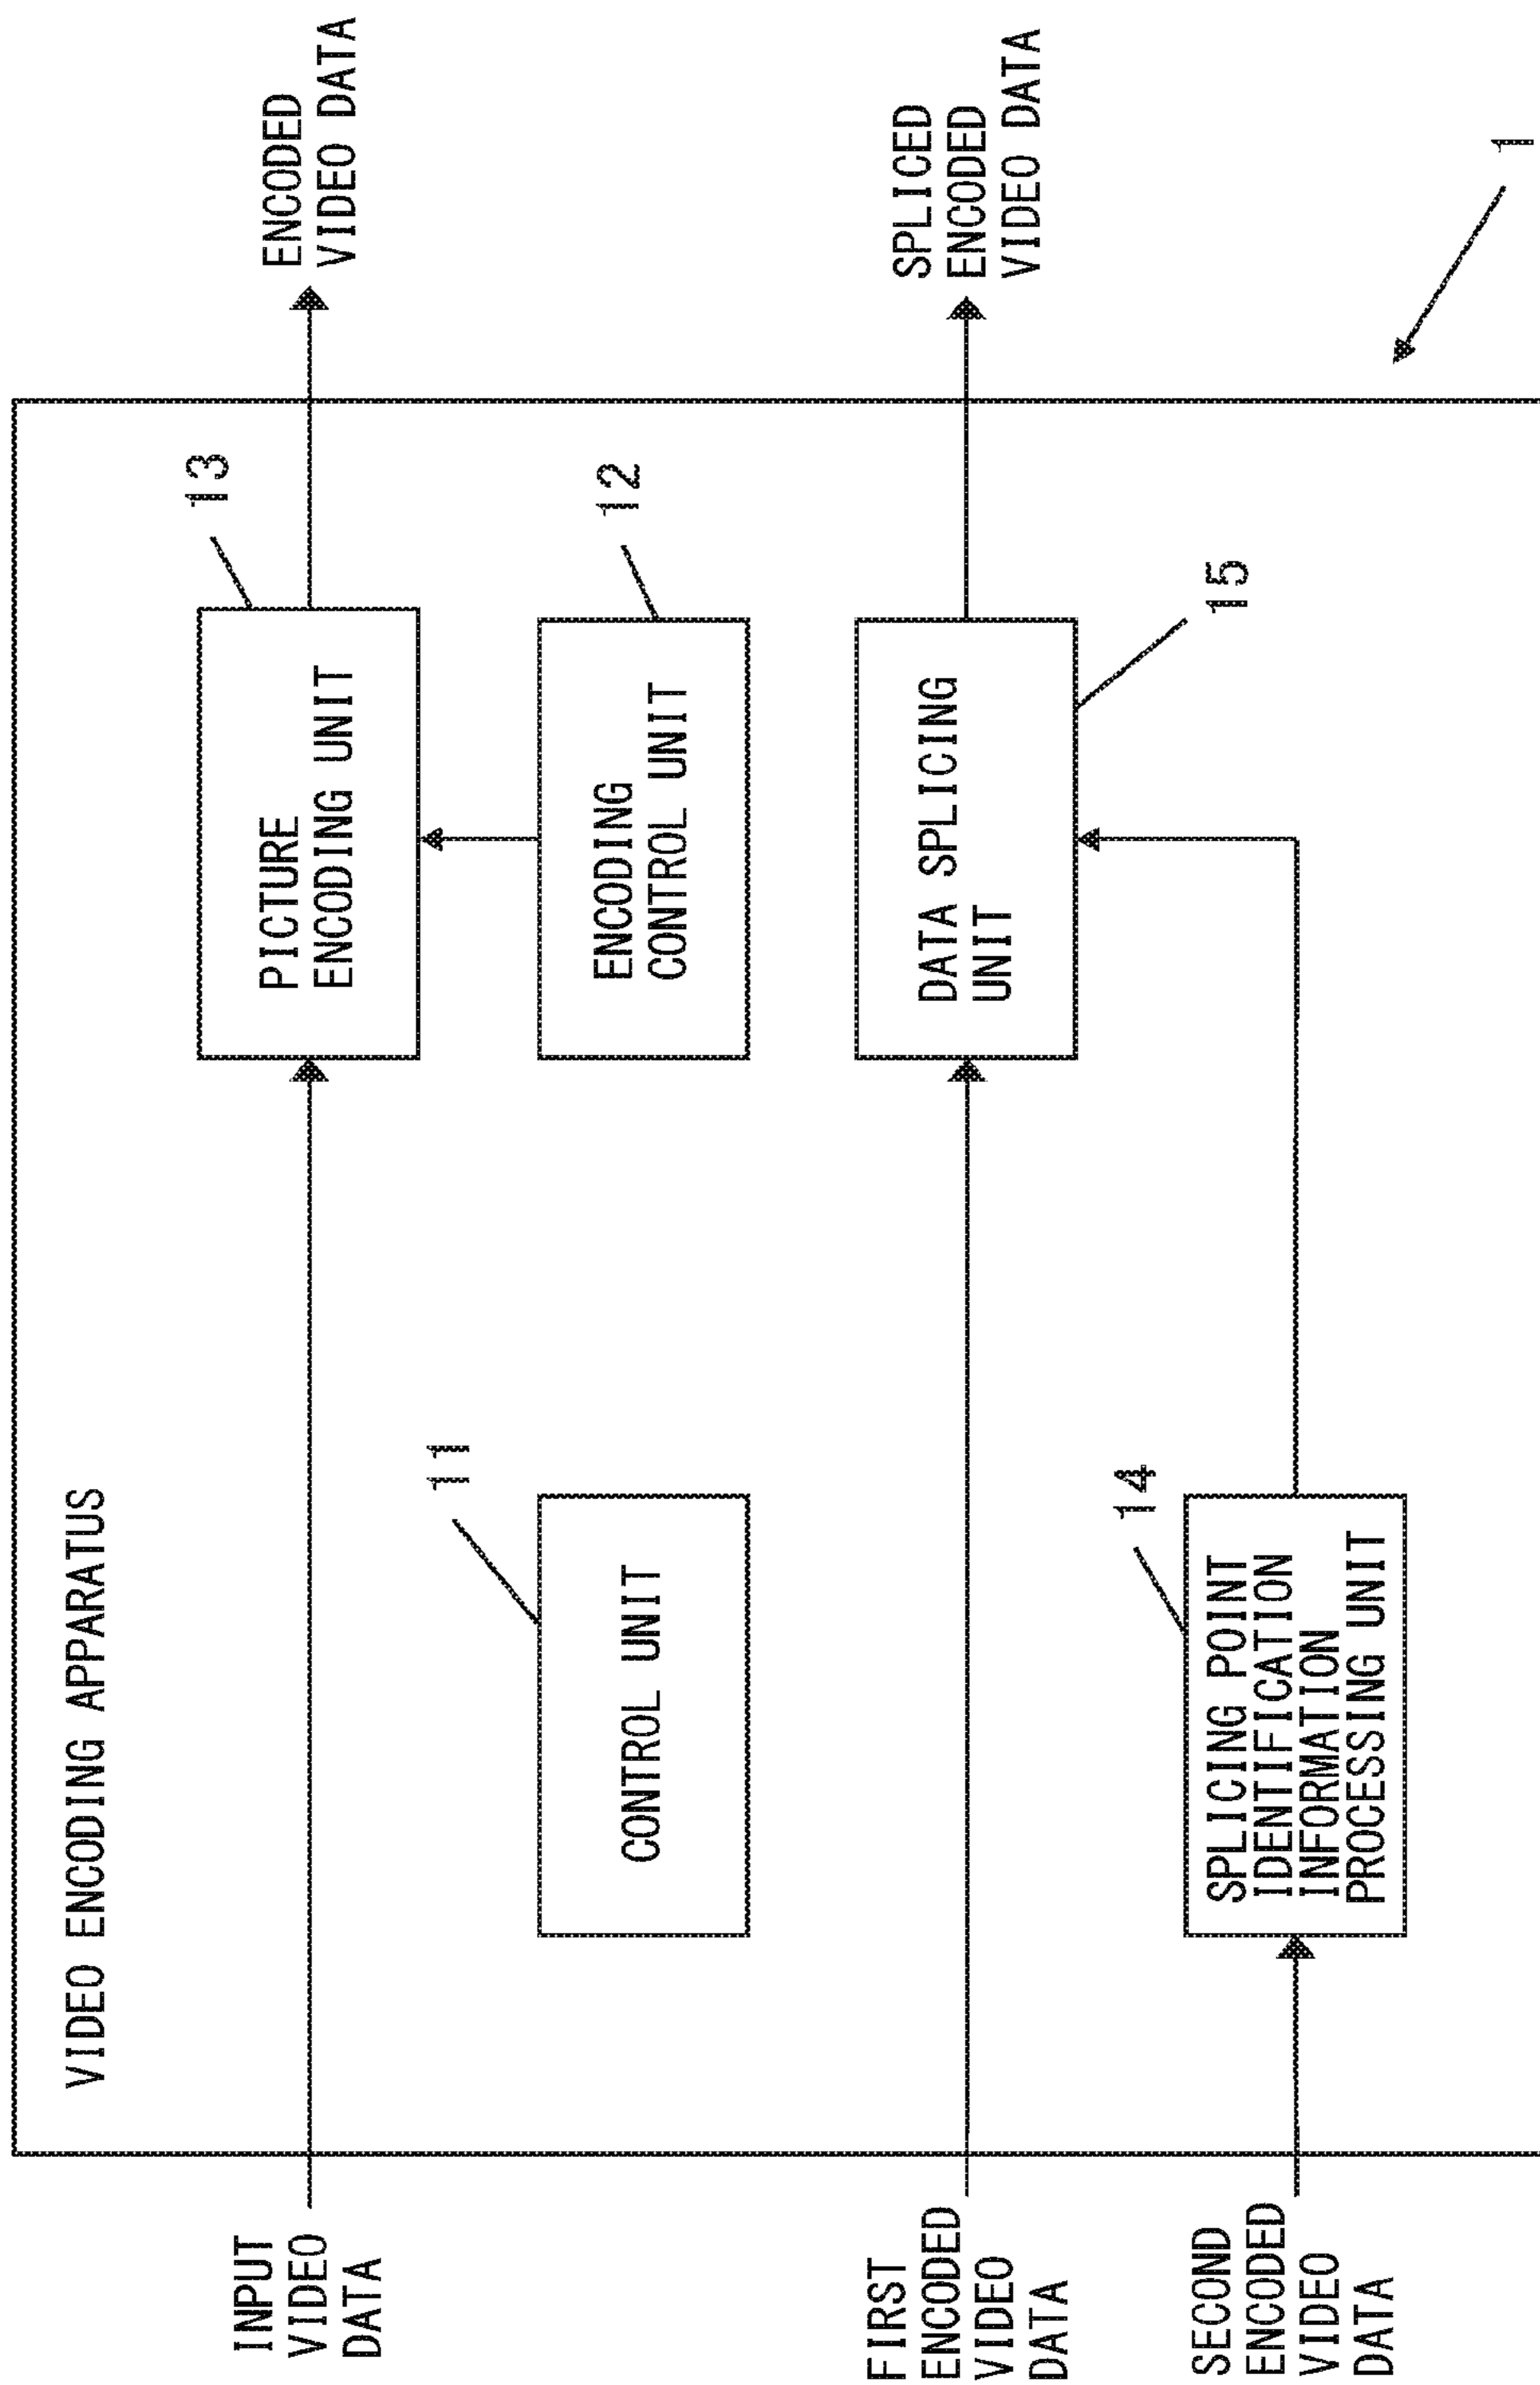 VIDEO ENCODING APPARATUS
INPUT
VIDEO
DATA
13
PICTURE
ENCODING UNIT
ENCODED
VIDEO DATA
11
CONTROL UNIT
12
ENCODING
CONTROL UNIT
FIRST
ENCODED
VIDEO
DATA
DATA SPLICING
UNIT
15
SPLICED
ENCODED
VIDEO DATA
SECOND
ENCODED
VIDEO
DATA
14
SPLICING POINT
IDENTIFICATION
INFORMATION
PROCESSING UNIT
1